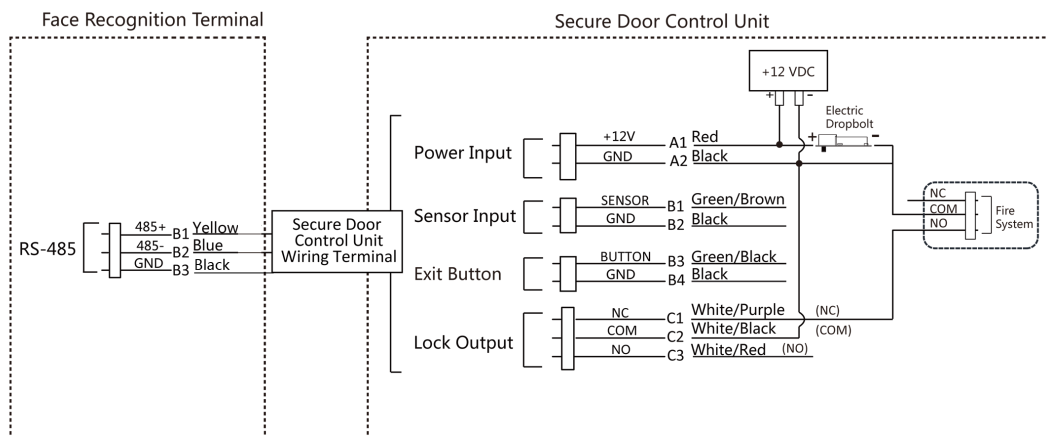 Face Recognition Terminal
Secure Door Control Unit
+12 VDC
+ -
Electric
Dropbolt
+ -
Power Input
+12V A1 Red
GND A2 Black
Sensor Input
SENSOR B1 Green/Brown
GND B2 Black
NC
COM
NO
Fire
System
RS-485
485+ B1 Yellow
485- B2 Blue
GND B3 Black
Secure Door
Control Unit
Wiring Terminal
Exit Button
BUTTON B3 Green/Black
GND B4 Black
Lock Output
NC C1 White/Purple (NC)
COM C2 White/Black (COM)
NO C3 White/Red (NO)